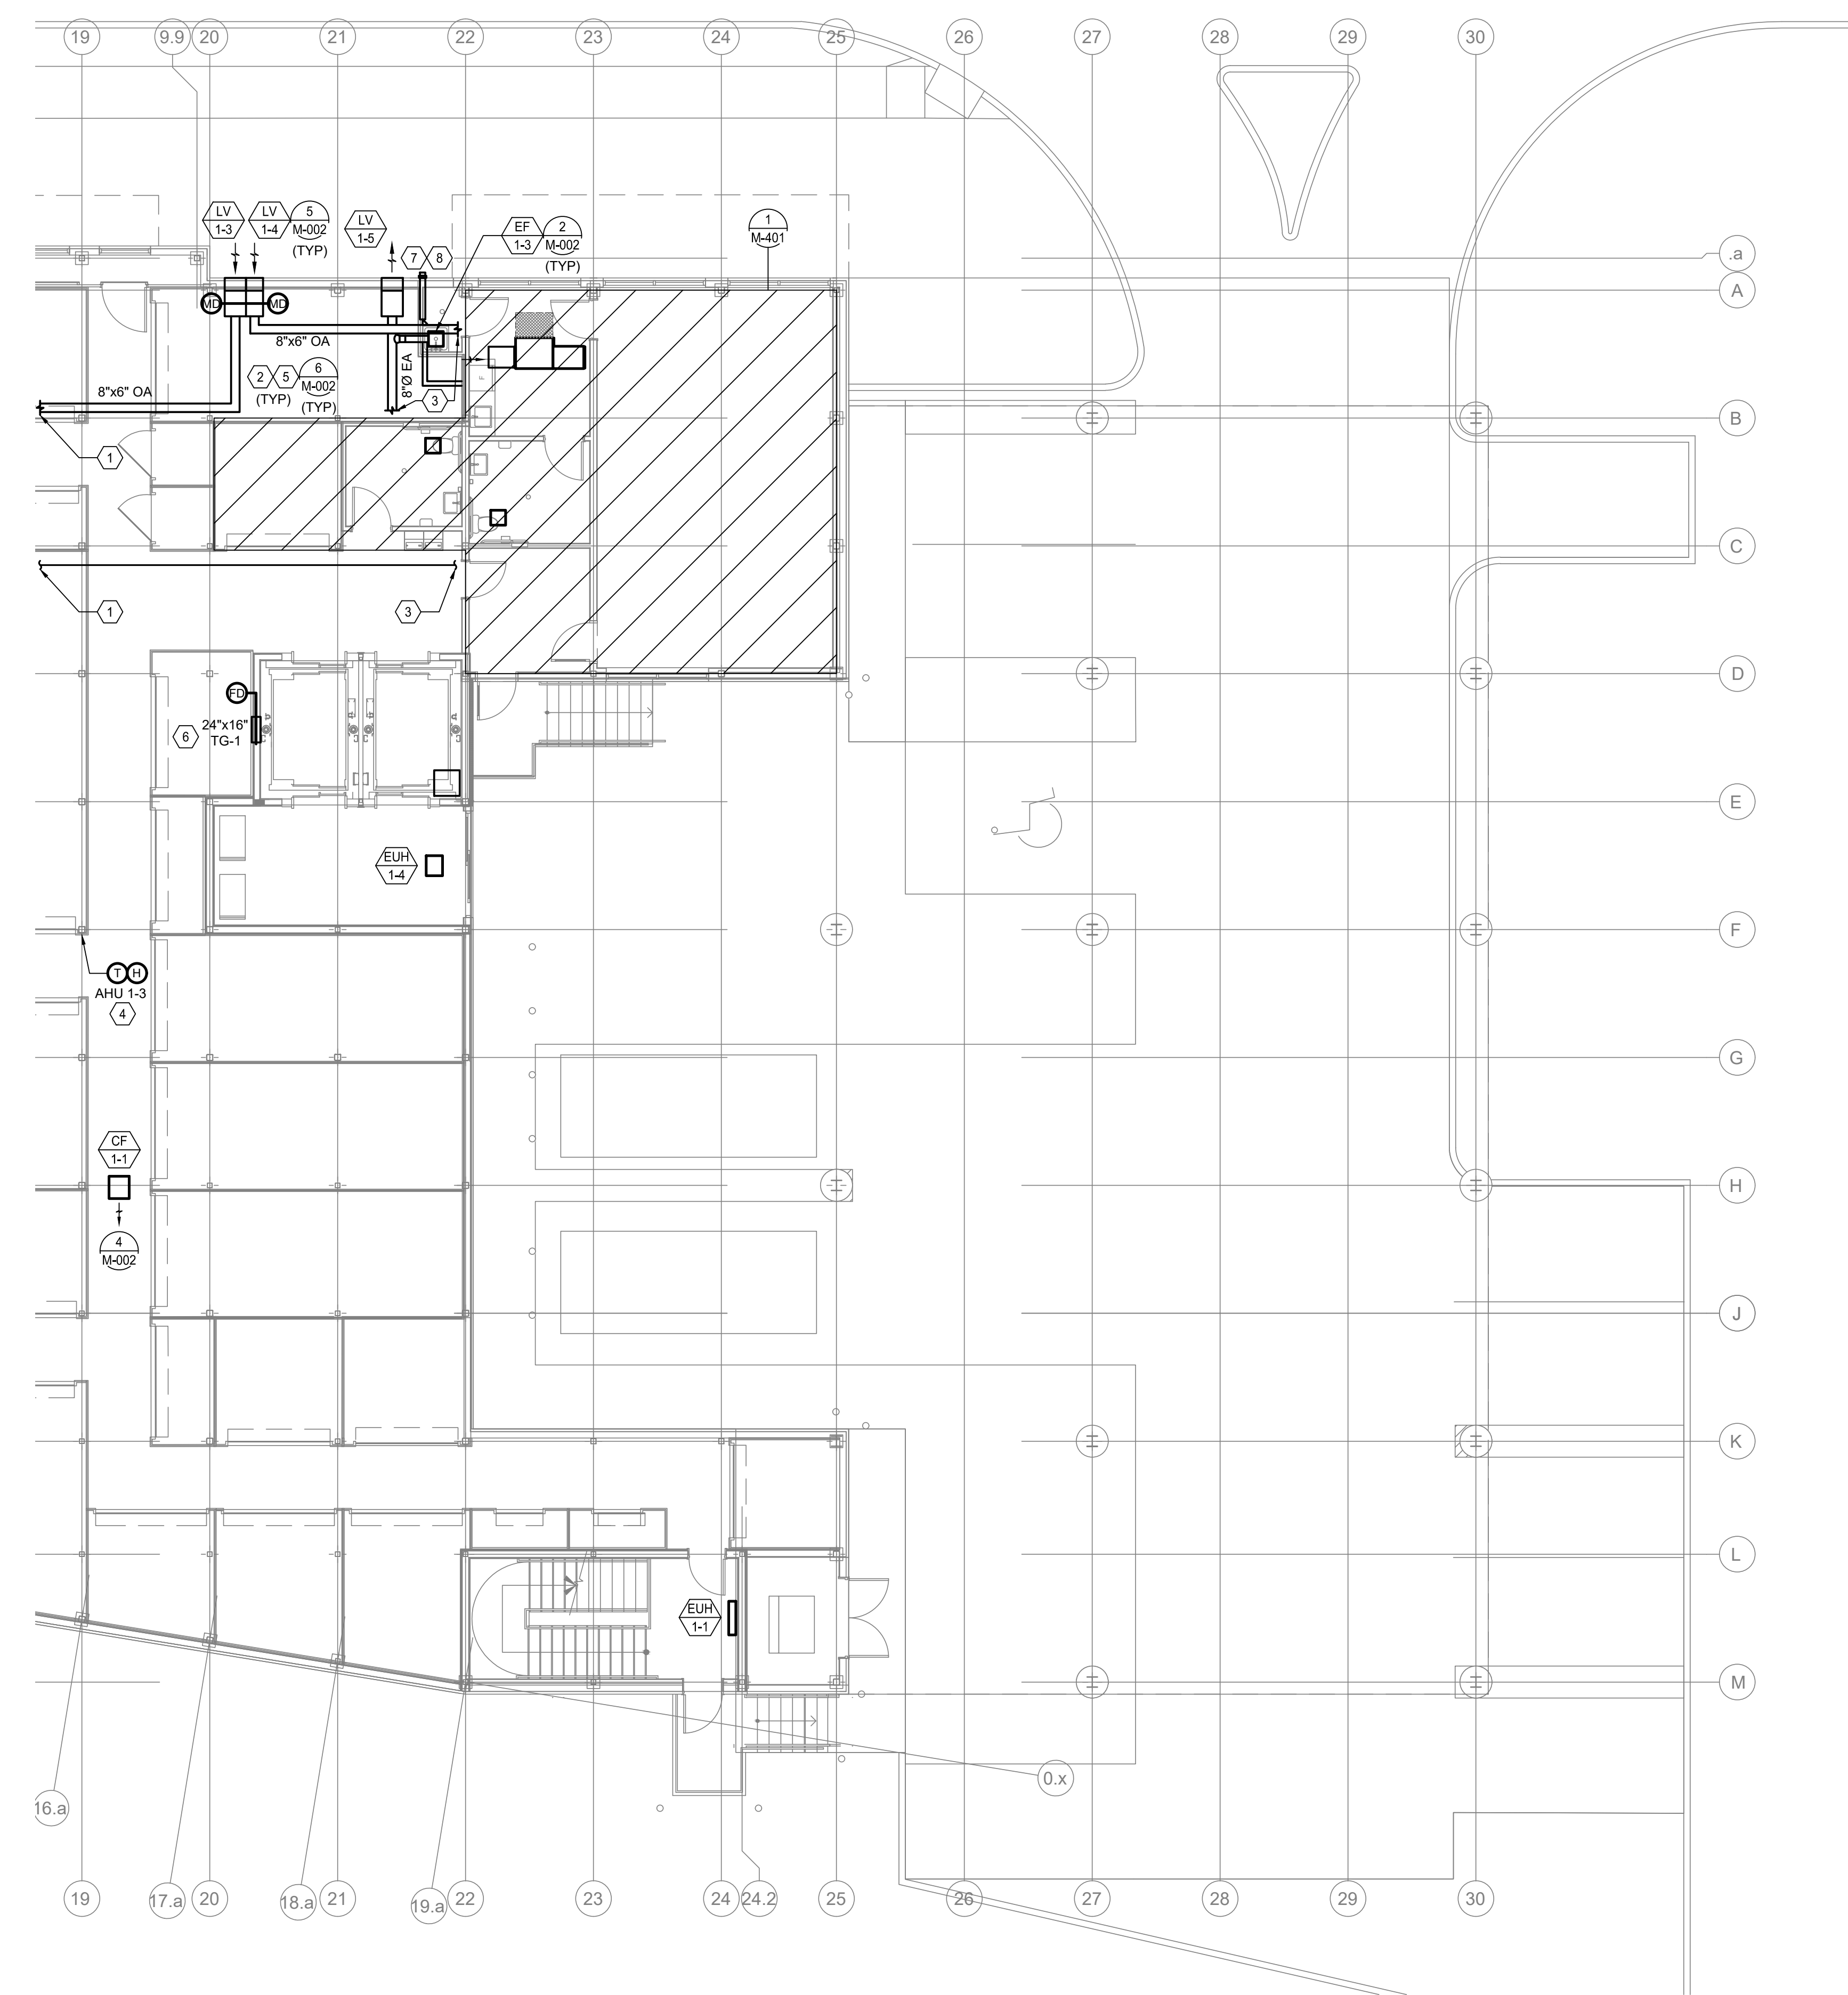 19
9.9
20
21
22
23
24
25
26
27
28
29
30
LV
1-3
LV
1-4
5
M-002
(TYP)
LV
1-5
EF
1-3
2
M-002
(TYP)
1
M-401
7
8
.a
A
MD
MD
8"x6" OA
8"Ø EA
8"x6" OA
2
5
6
M-002
(TYP)
(TYP)
3
F
B
1
C
1
3
D
FD
24"x16"
TG-1
6
E
EUH
1-4
F
T
H
AHU 1-3
4
G
CF
1-1
H
4
M-002
J
K
L
EUH
1-1
M
0.x
16.a
19
17.a
20
18.a
21
19.a
22
23
24
24.2
25
26
27
28
29
30